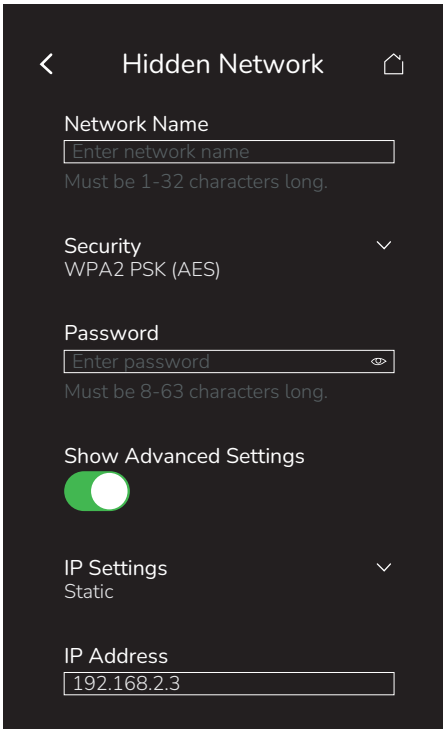 Hidden Network
Network Name
Enter network name
Must be 1-32 characters long.
Security
WPA2 PSK (AES)
Password
Enter password
Must be 8-63 characters long.
Show Advanced Settings
IP Settings
Static
IP Address
192.168.2.3